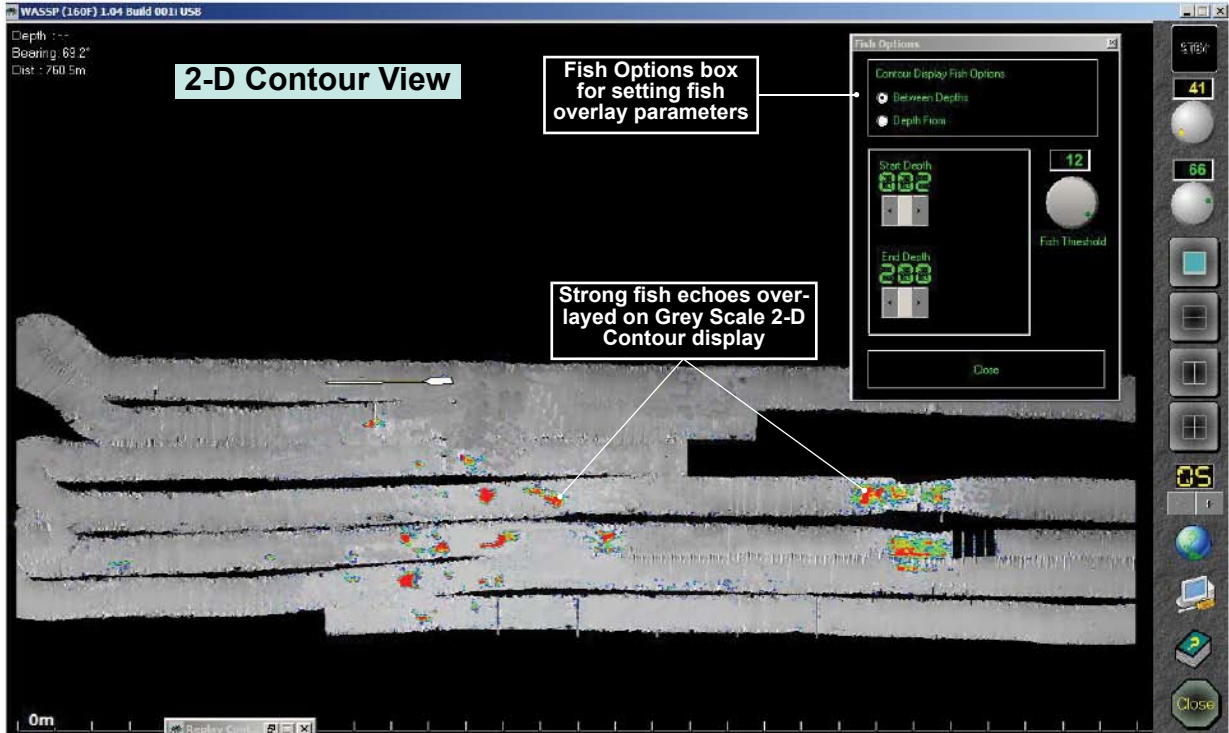 WASSP (160F) 1.04 Build 001i USB
Depth : --
Bearing: 69.2°
Dist : 760.5m
2-D Contour View
Fish Options box
for setting fish
overlay parameters
Fish Options
Contour Display Fish Options
Between Depths
Depth From
Start Depth
002
End Depth
200
12
Fish Threshold
Close
Strong fish echoes over-
layed on Grey Scale 2-D
Contour display
41
66
05
?
Close
0m
Replay Cont